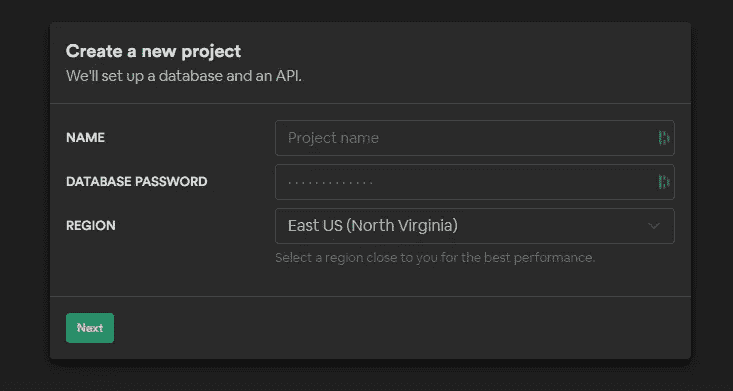 Create a new project
We'll set up a database and an API.
NAME
Project name
DATABASE PASSWORD
.............
REGION
East US (North Virginia)
Select a region close to you for the best performance.
Next